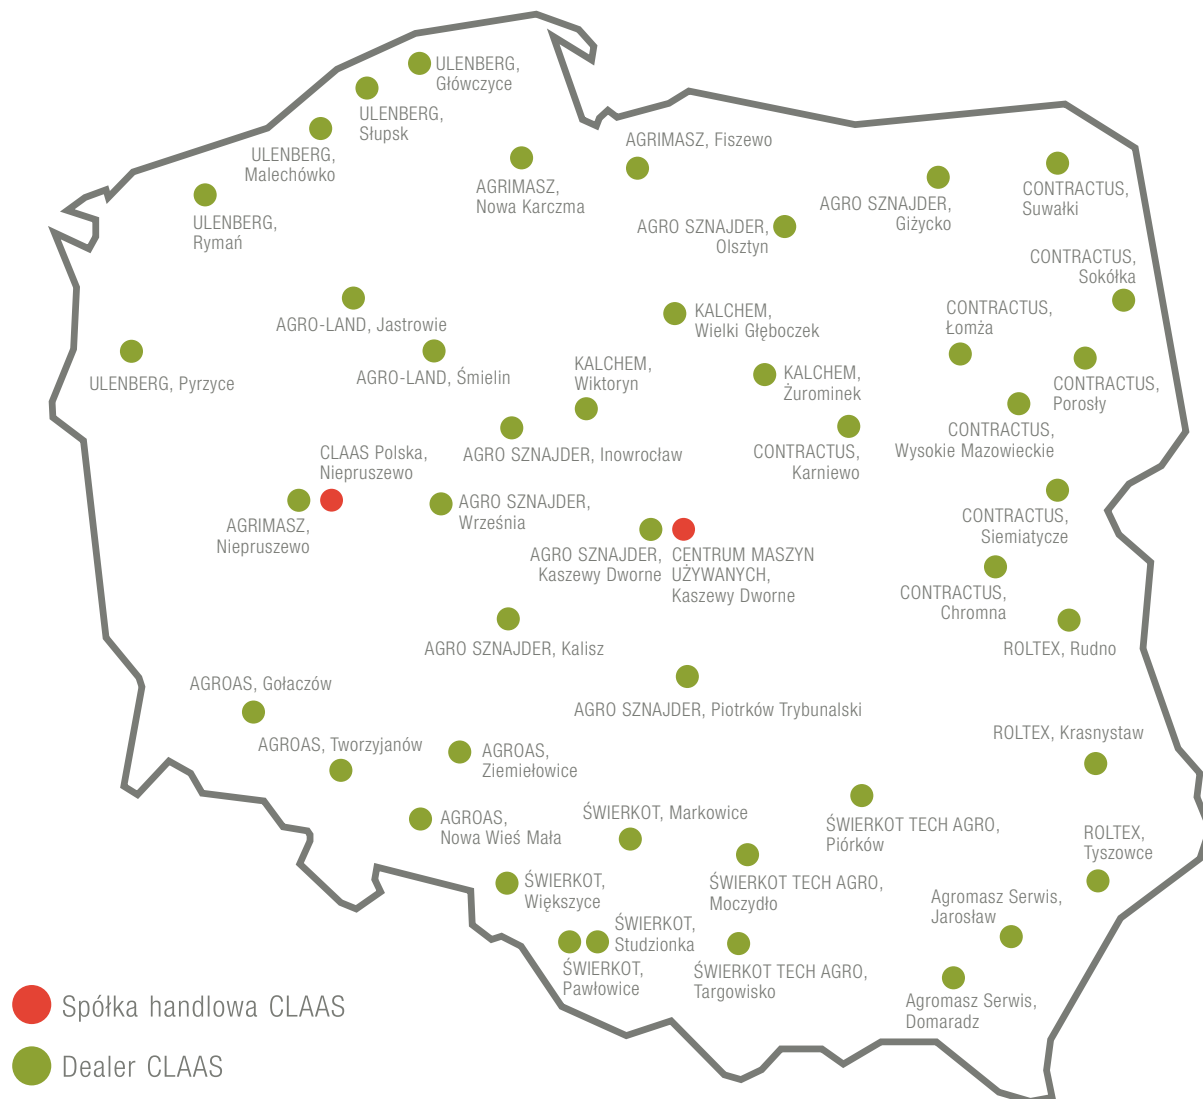 ULENBERG,
Główczyce
ULENBERG,
Słupsk
ULENBERG,
Malechówko
ULENBERG,
Rymań
AGRIMASZ,
Nowa Karczma
AGRIMASZ, Fiszewo
AGRO SZNAJDER,
Olsztyn
AGRO SZNAJDER,
Giżycko
CONTRACTUS,
Suwałki
CONTRACTUS,
Sokółka
AGRO-LAND, Jastrowie
KALCHEM,
Wielki Głęboczek
CONTRACTUS,
Łomża
ULENBERG, Pyrzyce
AGRO-LAND, Śmielin
KALCHEM,
Wiktoryn
KALCHEM,
Żurominek
CONTRACTUS,
Porosły
CONTRACTUS,
Wysokie Mazowieckie
AGRO SZNAJDER, Inowrocław
CONTRACTUS,
Karniewo
CLAAS Polska,
Niepruszewo
AGRIMASZ,
Niepruszewo
AGRO SZNAJDER,
Września
CONTRACTUS,
Siemiatycze
AGRO SZNAJDER,
Kaszewy Dworne
CENTRUM MASZYN
UŻYWANYCH,
Kaszewy Dworne
CONTRACTUS,
Chromna
AGRO SZNAJDER, Kalisz
ROLTEX, Rudno
AGROAS, Gołaczów
AGRO SZNAJDER, Piotrków Trybunalski
AGROAS, Tworzyjanów
AGROAS,
Ziemiełowice
ROLTEX, Krasnystaw
AGROAS,
Nowa Wieś Mała
ŚWIERKOT, Markowice
ŚWIERKOT TECH AGRO,
Piórków
ROLTEX,
Tyszowce
ŚWIERKOT,
Większyce
ŚWIERKOT TECH AGRO,
Moczydło
Agromasz Serwis,
Jarosław
ŚWIERKOT,
Studzionka
ŚWIERKOT,
Pawłowice
ŚWIERKOT TECH AGRO,
Targowisko
Agromasz Serwis,
Domaradz
Spółka handlowa CLAAS
Dealer CLAAS